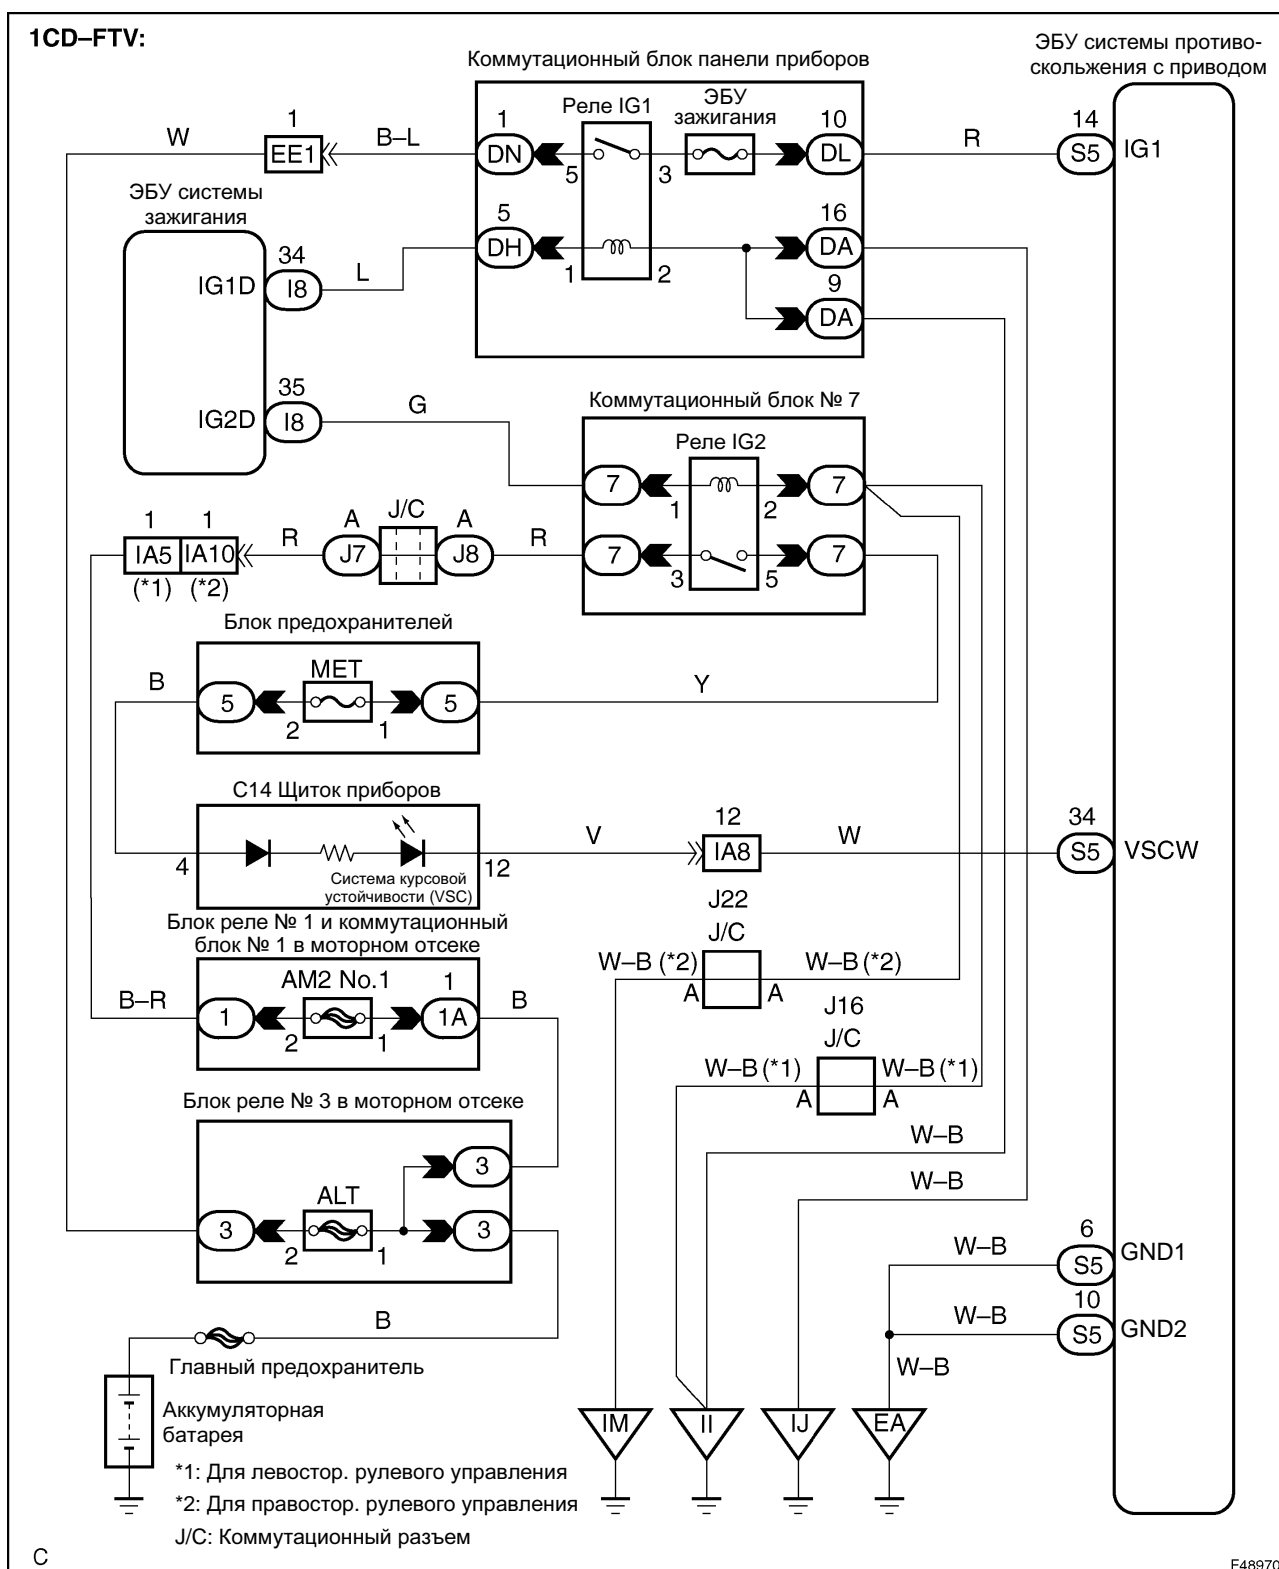 1CD–FTV:
ЭБУ системы противо-
скольжения с приводом
Коммутационный блок панели приборов
Реле IG1
ЭБУ
зажигания
W
1
EE1
B–L
1
DN
5
3
10
DL
R
14
S5
IG1
ЭБУ системы
зажигания
5
DH
1
2
16
DA
9
DA
IG1D
34
I8
L
IG2D
35
I8
G
Коммутационный блок № 7
Реле IG2
7
1
2
7
1
1
IA5
IA10
(*1)
(*2)
R
A
J/C
A
J7
J8
R
7
3
5
7
Блок предохранителей
B
MET
5
2
1
5
Y
C14 Щиток приборов
4
12
Система курсовой
устойчивости (VSC)
V
12
IA8
W
34
S5
VSCW
Блок реле № 1 и коммутационный
блок № 1 в моторном отсеке
B–R
AM2 No.1
1
1
2
1
1A
B
J22
J/C
W–B (*2)
W–B (*2)
A
A
J16
J/C
W–B (*1)
W–B (*1)
A
A
Блок реле № 3 в моторном отсеке
3
ALT
3
2
1
3
W–B
W–B
B
Главный предохранитель
W–B
6
S5
GND1
W–B
10
S5
GND2
W–B
Аккумуляторная
батарея
IM
II
IJ
EA
*1: Для левостор. рулевого управления
*2: Для правостор. рулевого управления
J/C: Коммутационный разъем
C
F48970